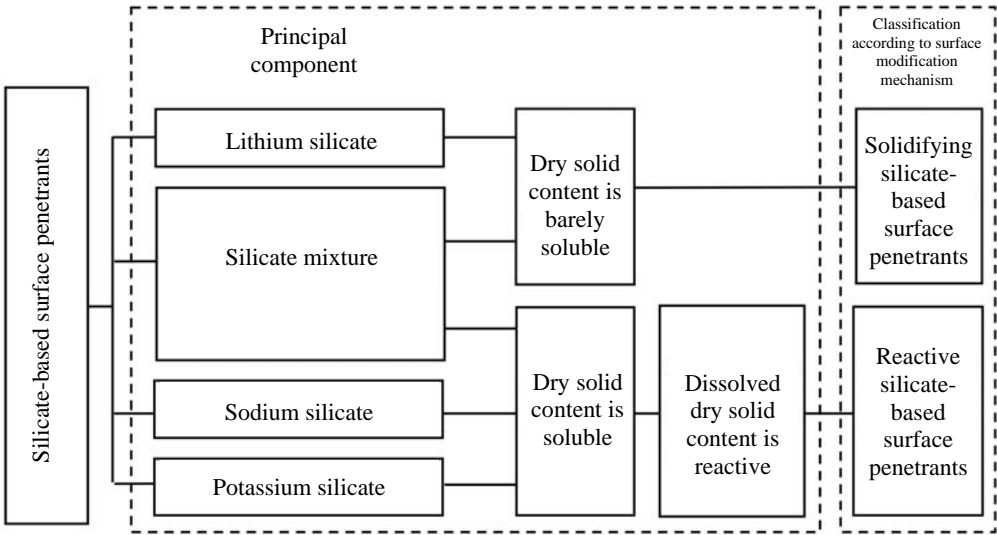 Silicate-based surface penetrants
Principal
component
Lithium silicate
Silicate mixture
Sodium silicate
Potassium silicate
Dry solid
content is
barely
soluble
Dry solid
content is
soluble
Dissolved
dry solid
content is
reactive
Classification
according to surface
modification
mechanism
Solidifying
silicate-
based
surface
penetrants
Reactive
silicate-
based
surface
penetrants